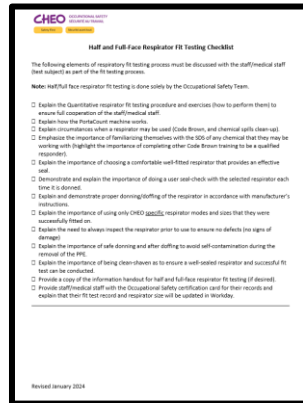 CHEO OCCUPATIONAL SAFETY
SÉCURITÉ AU TRAVAIL
Half and Full-Face Respirator Fit Testing Checklist
The following elements of respiratory fit testing process must be discussed with the staff/medical staff
(test subject) as part of the fit testing process.
Note: Half/full face respirator fit testing is done solely by the Occupational Safety Team.
☐ Explain the Quantitative respirator fit testing procedure and exercises (how to perform them) to
ensure full cooperation of the staff/medical staff.
☐ Explain how the PortaCount machine works.
☐ Explain circumstances when a respirator may be used (Code Brown, and chemical spills clean-up).
☐ Emphasize the importance of familiarizing themselves with the SDS of any chemical that they may be
working with (highlight the importance of completing other Code Brown training to be a qualified
responder).
☐ Explain the importance of choosing a comfortable well-fitted respirator that provides an effective
seal.
☐ Demonstrate and explain the importance of doing a user seal-check with the selected respirator each
time it is donned.
☐ Explain and demonstrate proper donning/doffing of the respirator in accordance with manufacturer's
instructions.
☐ Explain the importance of using only CHEO specific respirator modes and sizes that they were
successfully fitted on.
☐ Explain the need to always inspect the respirator prior to use to ensure no defects (no signs of
damage)
☐ Explain the importance of safe donning and after doffing to avoid self-contamination during the
removal of the PPE.
☐ Explain the importance of being clean-shaven as to ensure a well-sealed respirator and successful fit
test can be conducted.
☐ Provide a copy of the information handout for half and full-face respirator fit testing (if desired).
☐ Provide staff/medical staff with the Occupational Safety certification card for their records and
explain that their fit test record and respirator size will be updated in Workday.
Revised January 2024